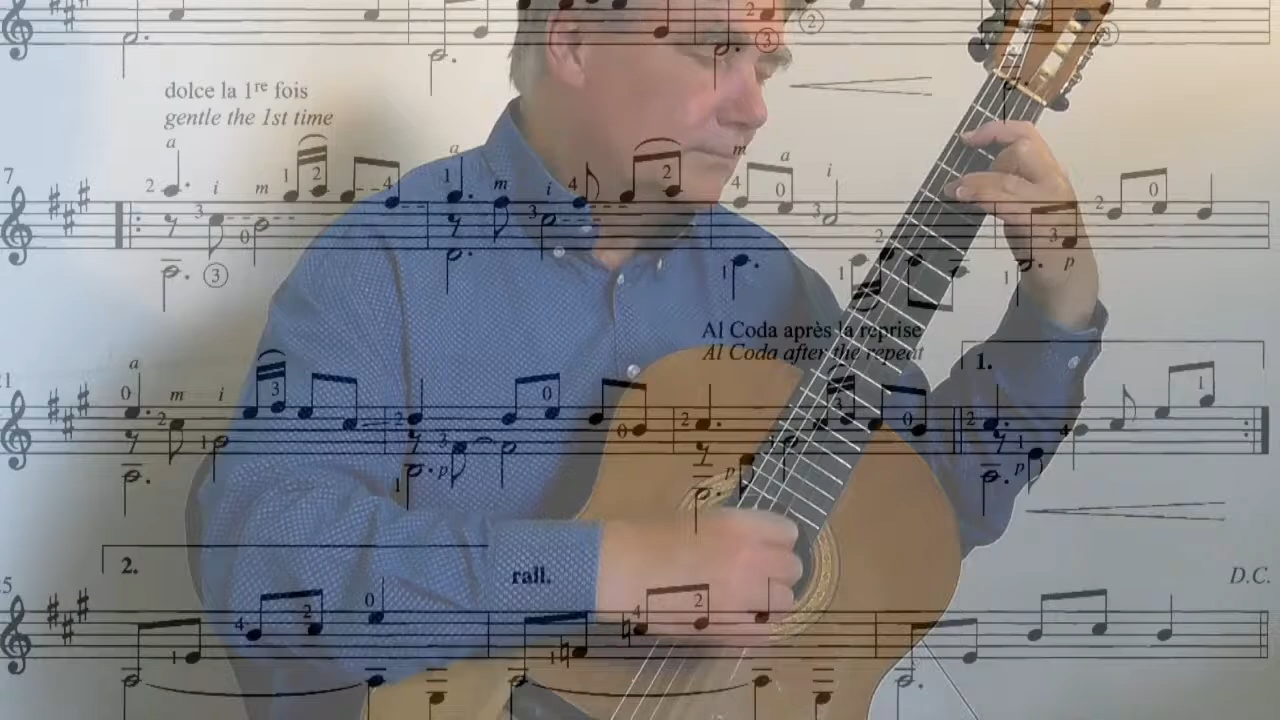 dolce la 1re fois
gentle the 1st time
Al Coda après la reprise
Al Coda after the repeat
1.
2.
rall.
D.C.